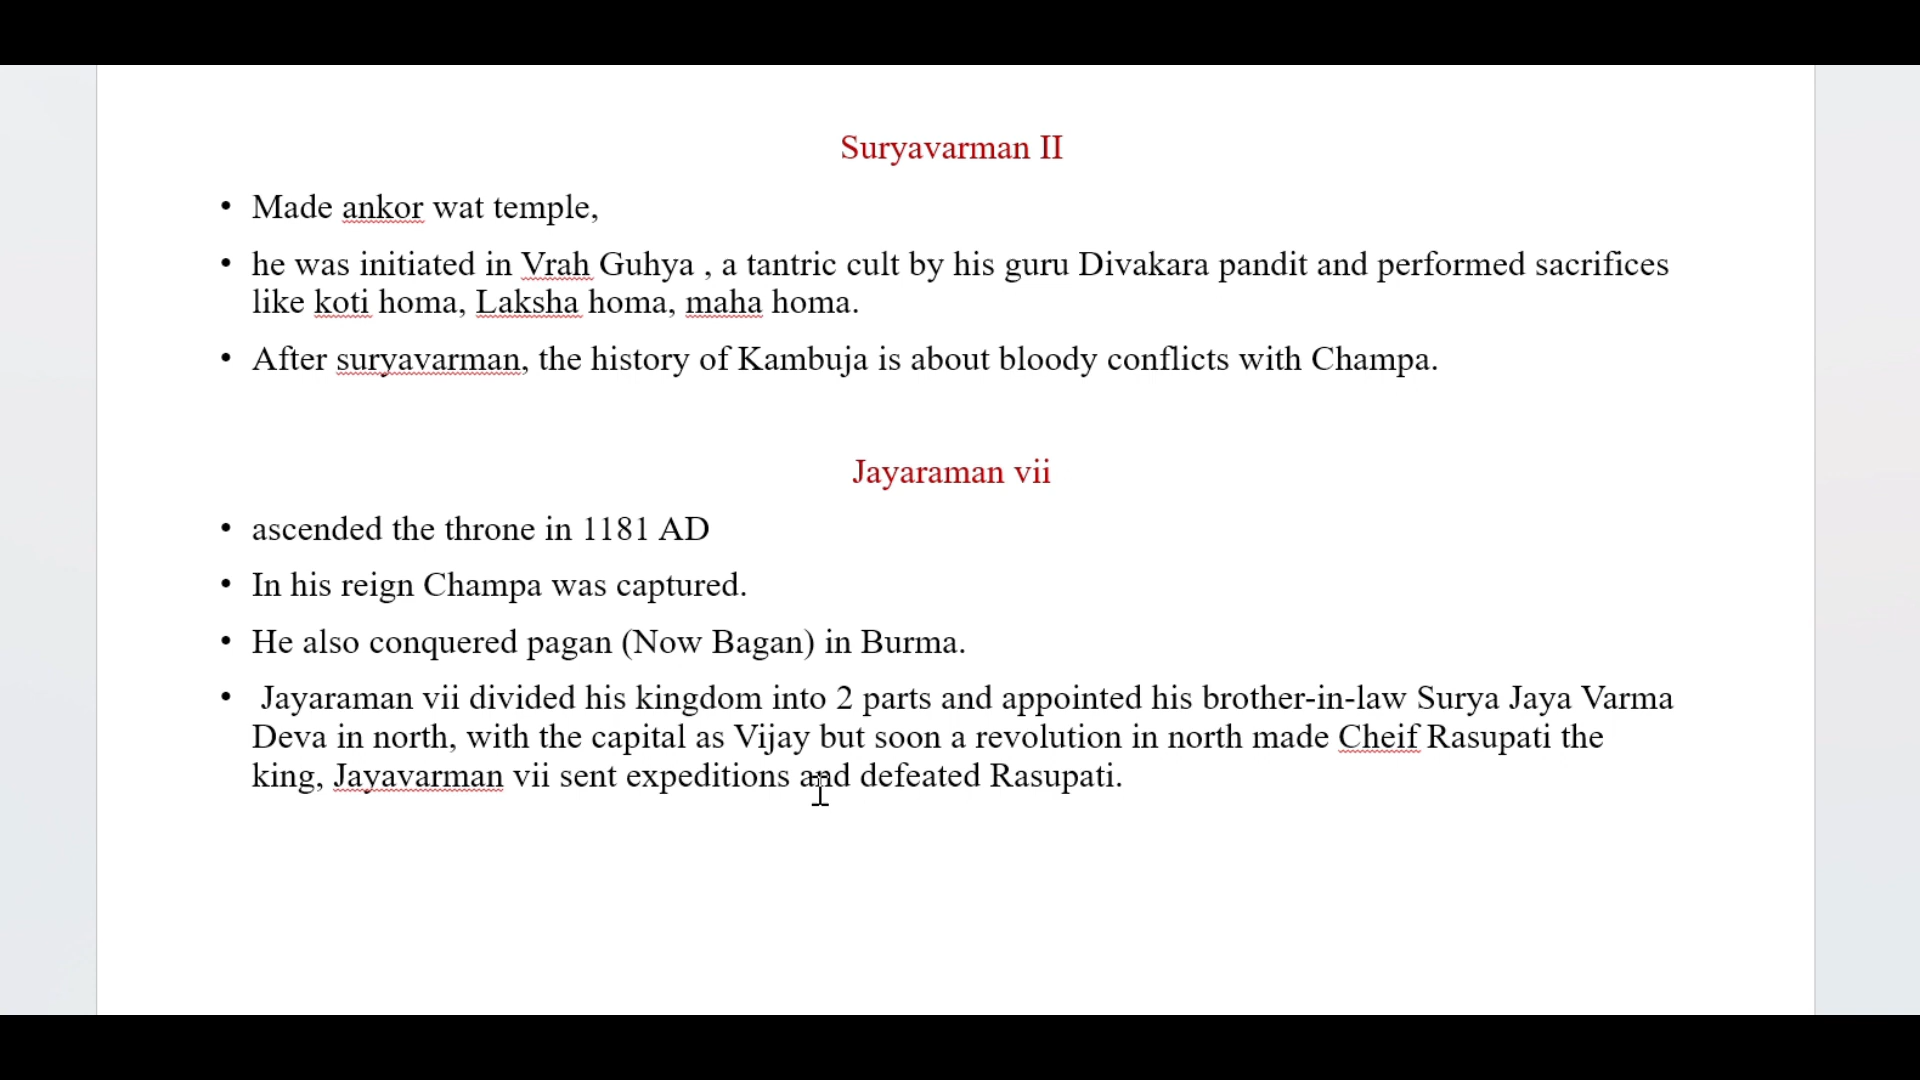 Suryavarman II
• Made ankor wat temple,
• he was initiated in Vrah Guhya , a tantric cult by his guru Divakara pandit and performed sacrifices
like koti homa, Laksha homa, maha homa.
• After suryavarman, the history of Kambuja is about bloody conflicts with Champa.
Jayaraman vii
• ascended the throne in 1181 AD
• In his reign Champa was captured.
• He also conquered pagan (Now Bagan) in Burma.
• Jayaraman vii divided his kingdom into 2 parts and appointed his brother-in-law Surya Jaya Varma
Deva in north, with the capital as Vijay but soon a revolution in north made Cheif Rasupati the
king, Jayavarman vii sent expeditions and defeated Rasupati.